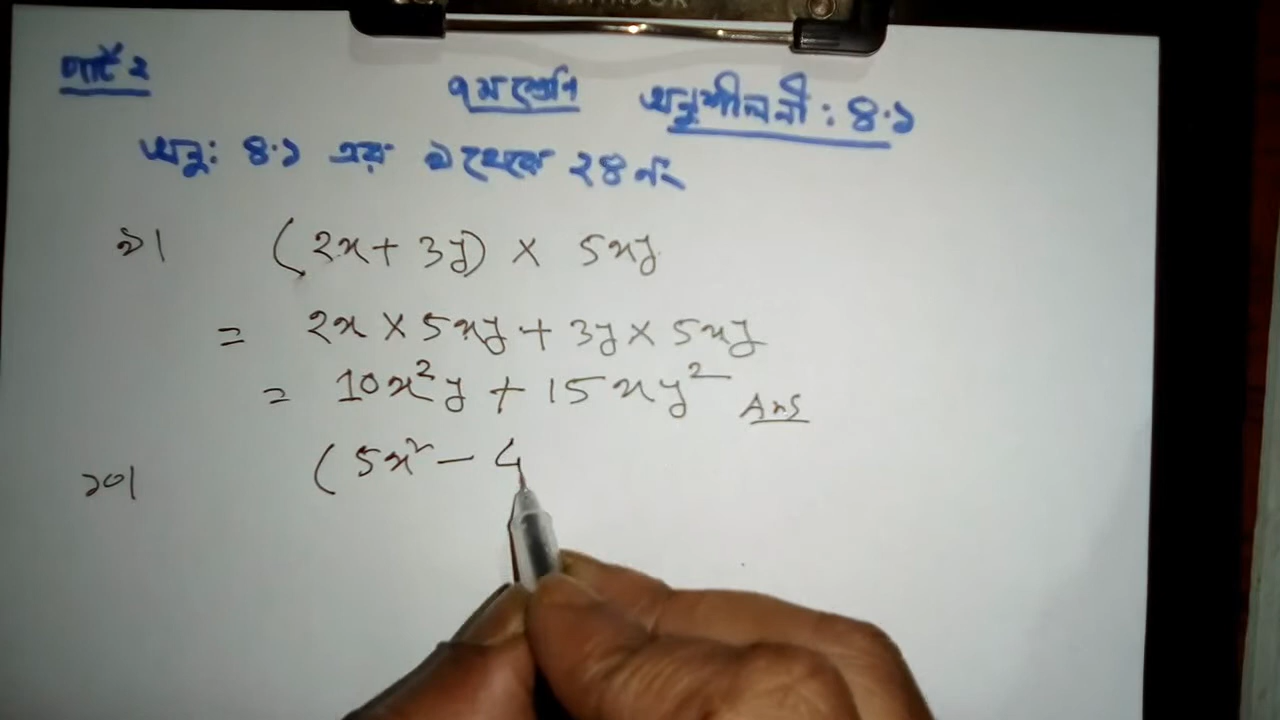 পার্ট ২
৭ম শ্রেণি অনুশীলনী: ৪.১
অনু: ৪.১ এর ৯ থেকে ২৪ নং
৯। (2x + 3y) × 5xy
= 2x × 5xy + 3y × 5xy
= 10x²y + 15xy² Ans
১০। (5x² - 4